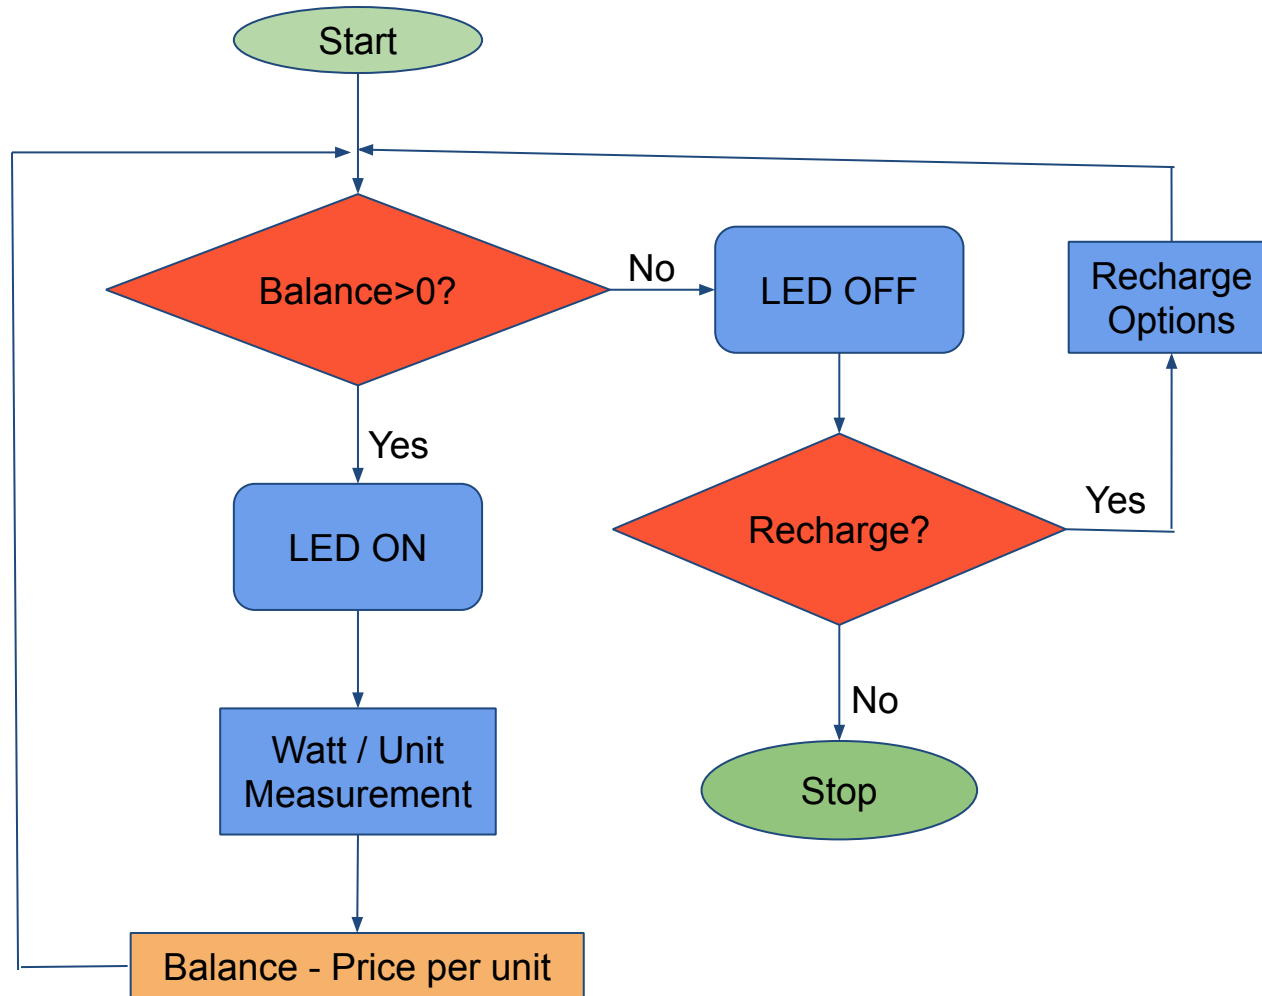 Start
Balance>0?
No
LED OFF
Recharge
Options
Yes
LED ON
Recharge?
Yes
Watt / Unit
Measurement
No
Stop
Balance - Price per unit